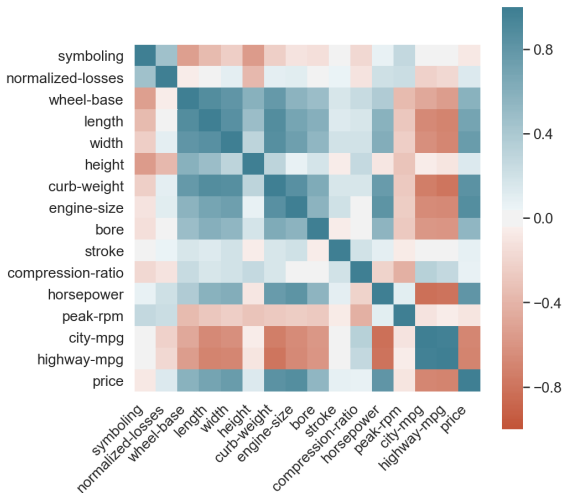 symboling
normalized-losses
wheel-base
length
width
height
curb-weight
engine-size
bore
stroke
compression-ratio
horsepower
peak-rpm
city-mpg
highway-mpg
price
symboling
normalized-losses
wheel-base
length
width
height
curb-weight
engine-size
bore
stroke
compression-ratio
horsepower
peak-rpm
city-mpg
highway-mpg
price
0.8
0.4
0.0
−0.4
−0.8